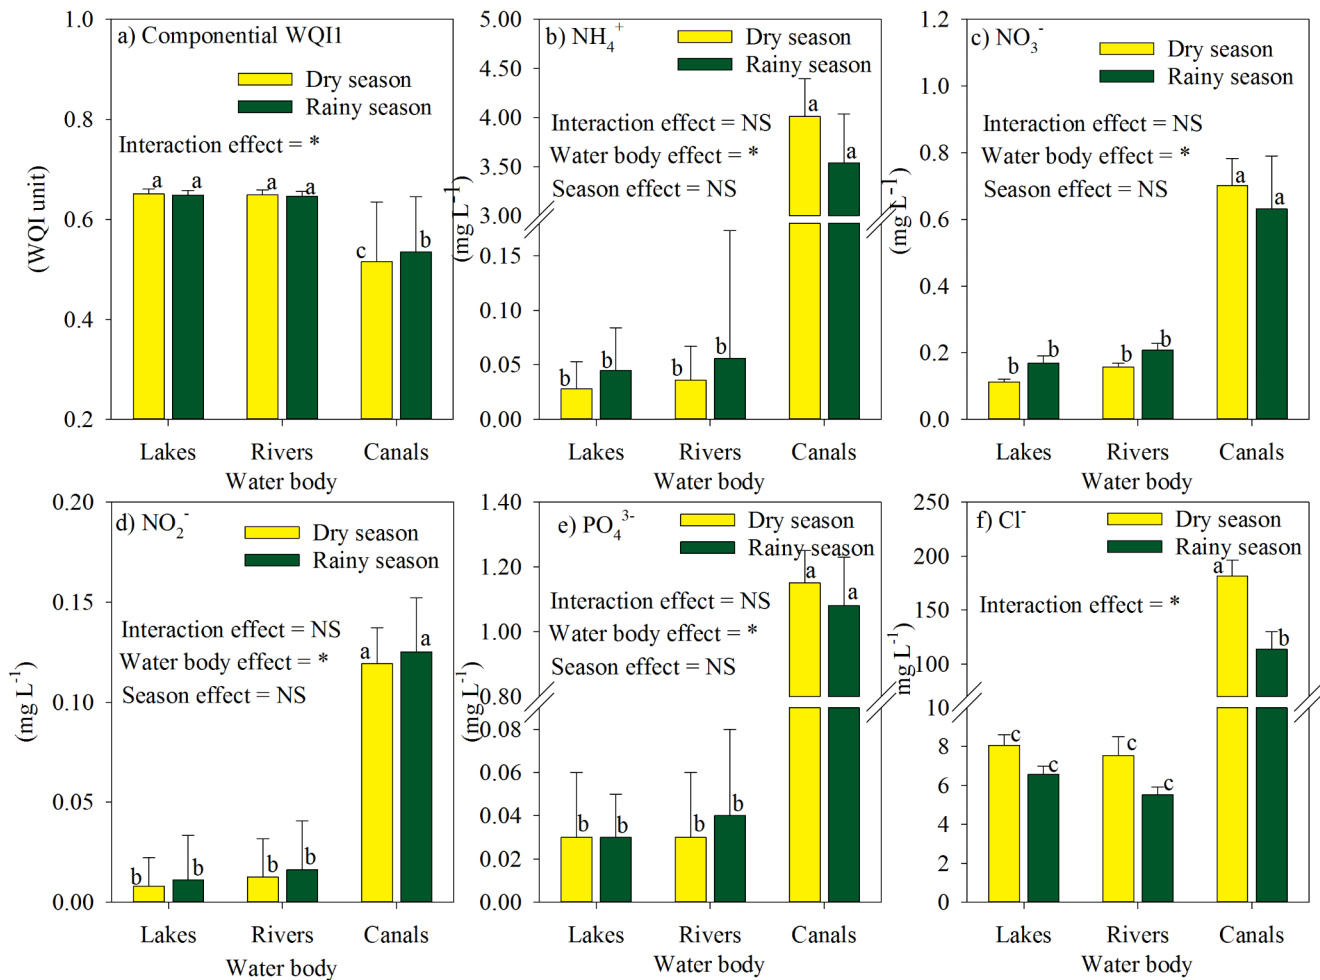 a) Componential WQI1
Dry season
Rainy season
Interaction effect = *
(WQI unit)
1.0
0.8
0.6
0.4
0.2
a
a
a
a
c
b
Lakes
Rivers
Canals
Water body
b) NH₄⁺
Dry season
Rainy season
Interaction effect = NS
Water body effect = *
Season effect = NS
(mg L⁻¹)
5.00
4.50
4.00
3.50
3.00
0.15
0.10
0.05
0.00
b
b
b
b
a
a
Lakes
Rivers
Canals
Water body
c) NO₃⁻
Dry season
Rainy season
Interaction effect = NS
Water body effect = *
Season effect = NS
(mg L⁻¹)
1.2
1.0
0.8
0.6
0.4
0.2
0.0
b
b
b
b
a
a
Lakes
Rivers
Canals
Water body
d) NO₂⁻
Dry season
Rainy season
Interaction effect = NS
Water body effect = *
Season effect = NS
(mg L⁻¹)
0.20
0.15
0.10
0.05
0.00
b
b
b
b
a
a
Lakes
Rivers
Canals
Water body
e) PO₄³⁻
Dry season
Rainy season
Interaction effect = NS
Water body effect = *
Season effect = NS
(mg L⁻¹)
1.40
1.20
1.00
0.80
0.08
0.06
0.04
0.02
0.00
b
b
b
b
a
a
Lakes
Rivers
Canals
Water body
f) Cl⁻
Dry season
Rainy season
Interaction effect = *
mg L⁻¹)
250
200
150
100
10
8
6
4
2
0
c
c
c
c
a
b
Lakes
Rivers
Canals
Water body